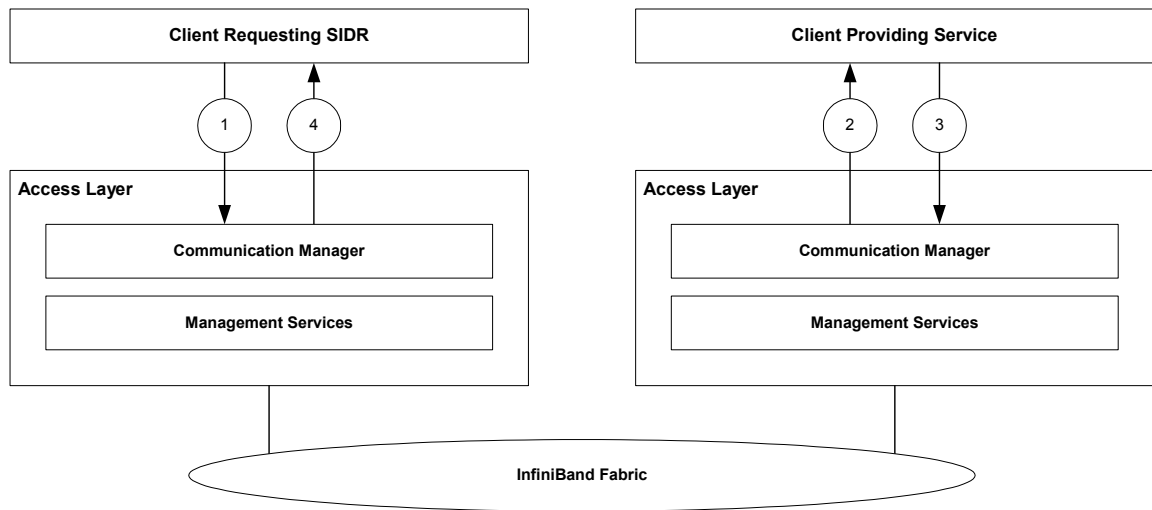 Client Requesting SIDR
Client Providing Service
1
4
2
3
Access Layer
Access Layer
Communication Manager
Communication Manager
Management Services
Management Services
InfiniBand Fabric